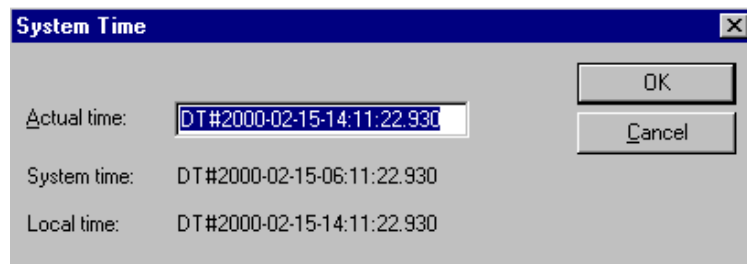 System Time
OK
Actual time: DT#2000-02-15-14:11:22.930
Cancel
System time: DT#2000-02-15-06:11:22.930
Local time: DT#2000-02-15-14:11:22.930